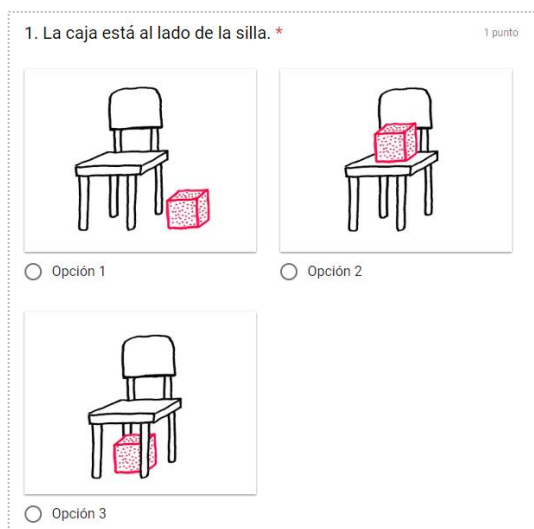 1. La caja está al lado de la silla. * 1 punto
Opción 1
Opción 2
Opción 3